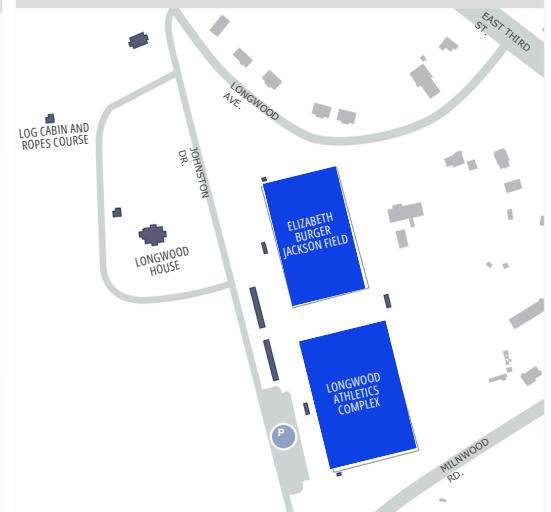 EAST THIRD
ST.
LONGWOOD
AVE.
LOG CABIN AND
ROPES COURSE
JOHNSTON
DR.
ELIZABETH
BURGER
JACKSON FIELD
LONGWOOD
HOUSE
LONGWOOD
ATHLETICS
COMPLEX
P
MILNWOOD
RD.